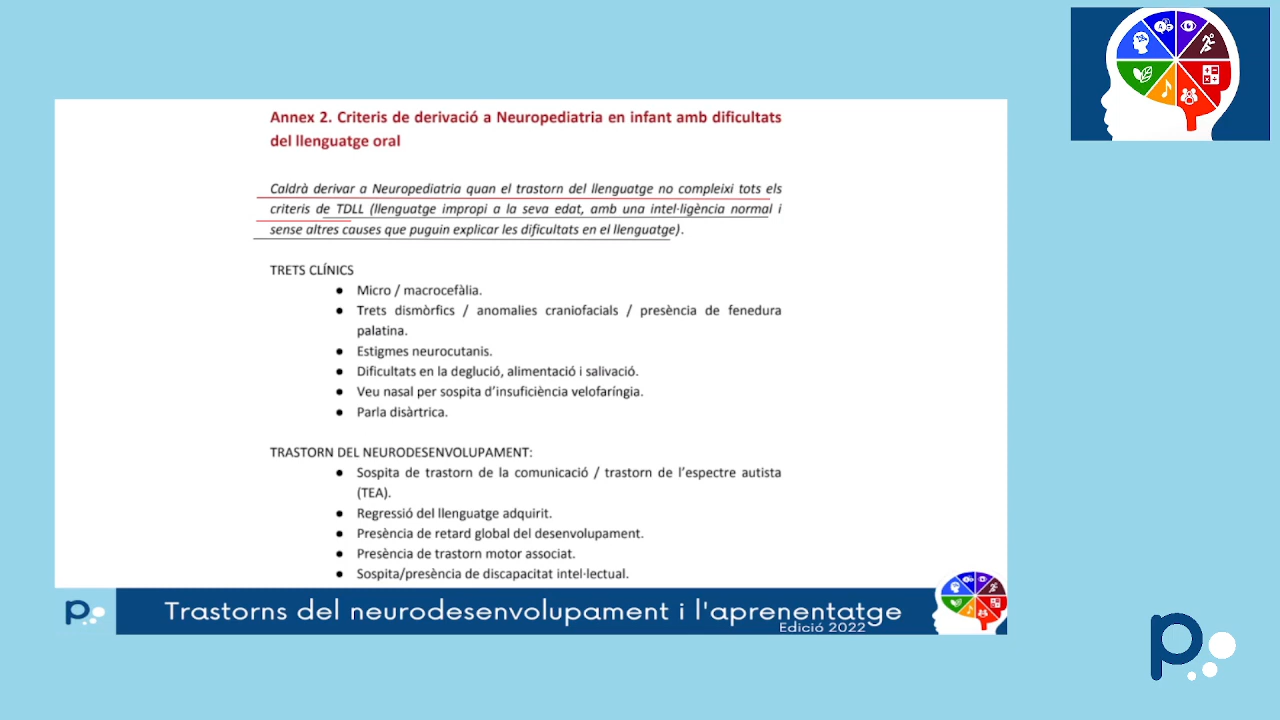 Annex 2. Criteris de derivació a Neuropediatria en infant amb dificultats
del llenguatge oral
Caldrà derivar a Neuropediatria quan el trastorn del llenguatge no compleixi tots els
criteris de TDLL (llenguatge impropi a la seva edat, amb una intel·ligència normal i
sense altres causes que puguin explicar les dificultats en el llenguatge).
TRETS CLÍNICS
● Micro / macrocefàlia.
● Trets dismòrfics / anomalies craniofacials / presència de fenedura
palatina.
● Estigmes neurocutanis.
● Dificultats en la deglució, alimentació i salivació.
● Veu nasal per sospita d’insuficiència velofaríngia.
● Parla disàrtrica.
TRASTORN DEL NEURODESENVOLUPAMENT:
● Sospita de trastorn de la comunicació / trastorn de l’espectre autista
(TEA).
● Regressió del llenguatge adquirit.
● Presència de retard global del desenvolupament.
● Presència de trastorn motor associat.
● Sospita/presència de discapacitat intel·lectual.
p
Trastorns del neurodesenvolupament i l'aprenentatge
Edició 2022
p